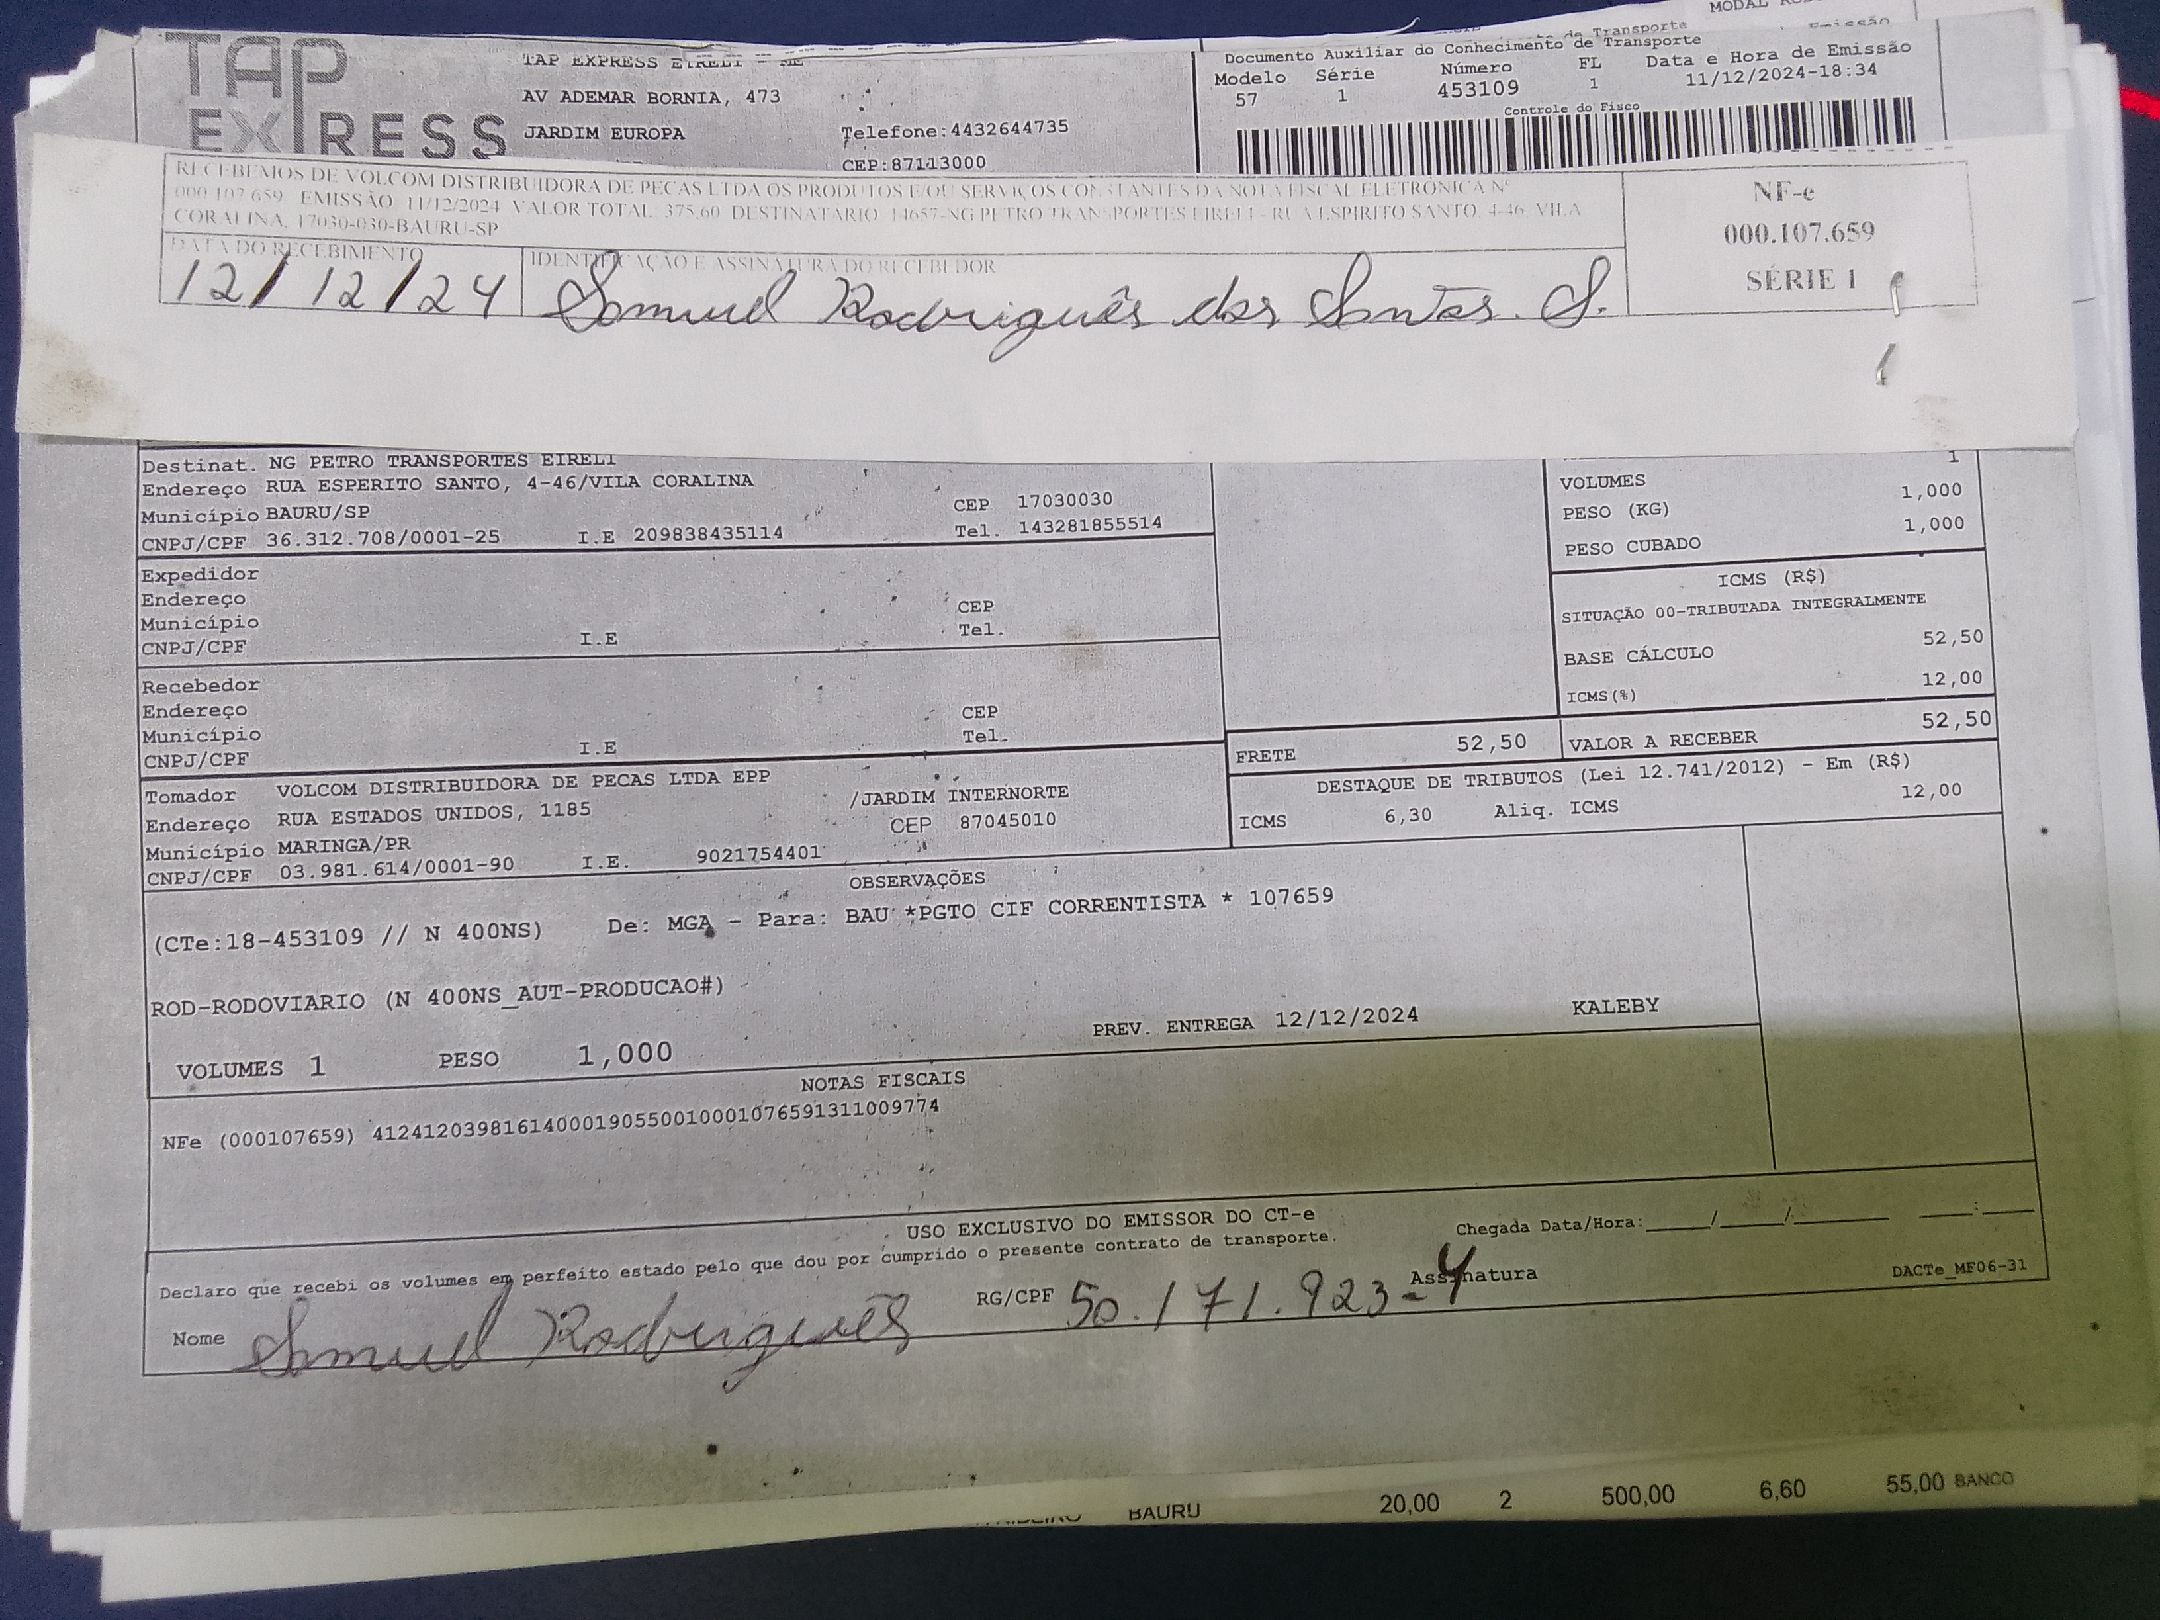 MODAL
TAP EXPRESS
TAP EXPRESS EIRELI - ME
AV ADEMAR BORNIA, 473
JARDIM EUROPA Telefone:4432644735
CEP:87113000
Documento Auxiliar do Conhecimento de Transporte
Modelo Série Número FL Data e Hora de Emissão
57 1 453109 1 11/12/2024-18:34
Controle do Fisco
RECEBEMOS DE VOLCOM DISTRIBUIDORA DE PECAS LTDA OS PRODUTOS E/OU SERVIÇOS CONSTANTES DA NOTA FISCAL ELETRÔNICA Nº
000.107.659 EMISSÃO: 11/12/2024 VALOR TOTAL: 375,60 DESTINATÁRIO: 14657-NG PETRO TRANSPORTES EIRELI - RUA ESPIRITO SANTO, 4-46, VILA
CORALINA, 17030-030-BAURU-SP
DATA DO RECEBIMENTO IDENTIFICAÇÃO E ASSINATURA DO RECEBEDOR
12/12/24 Samuel Rodriguês dos Santos. S.
NF-e
000.107.659
SÉRIE 1
Destinat. NG PETRO TRANSPORTES EIRELI
Endereço RUA ESPERITO SANTO, 4-46/VILA CORALINA
Município BAURU/SP CEP 17030030
CNPJ/CPF 36.312.708/0001-25 I.E 209838435114 Tel. 143281855514
Expedidor
Endereço
Município CEP
CNPJ/CPF I.E Tel.
Recebedor
Endereço
Município CEP
CNPJ/CPF I.E Tel.
Tomador VOLCOM DISTRIBUIDORA DE PECAS LTDA EPP
Endereço RUA ESTADOS UNIDOS, 1185 /JARDIM INTERNORTE
Município MARINGA/PR CEP 87045010
CNPJ/CPF 03.981.614/0001-90 I.E. 9021754401
VOLUMES 1
PESO (KG) 1,000
PESO CUBADO 1,000
ICMS (R$)
SITUAÇÃO 00-TRIBUTADA INTEGRALMENTE
BASE CÁLCULO 52,50
ICMS(%) 12,00
FRETE 52,50 VALOR A RECEBER 52,50
DESTAQUE DE TRIBUTOS (Lei 12.741/2012) - Em (R$)
ICMS 6,30 Aliq. ICMS 12,00
OBSERVAÇÕES
(CTe:18-453109 // N 400NS) De: MGA - Para: BAU *PGTO CIF CORRENTISTA * 107659
ROD-RODOVIARIO (N 400NS_AUT-PRODUCAO#)
PREV. ENTREGA 12/12/2024 KALEBY
VOLUMES 1 PESO 1,000
NOTAS FISCAIS
NFe (000107659) 41241203981614000190550010001076591311009774
USO EXCLUSIVO DO EMISSOR DO CT-e
Declaro que recebi os volumes em perfeito estado pelo que dou por cumprido o presente contrato de transporte.
Chegada Data/Hora:_____/_____/_______ ____:____
Nome Samuel Rodriguês RG/CPF 50.171.923-4 Assinatura
DACTe_MF06-31
BAURU 20,00 2 500,00 6,60 55,00 BANCO